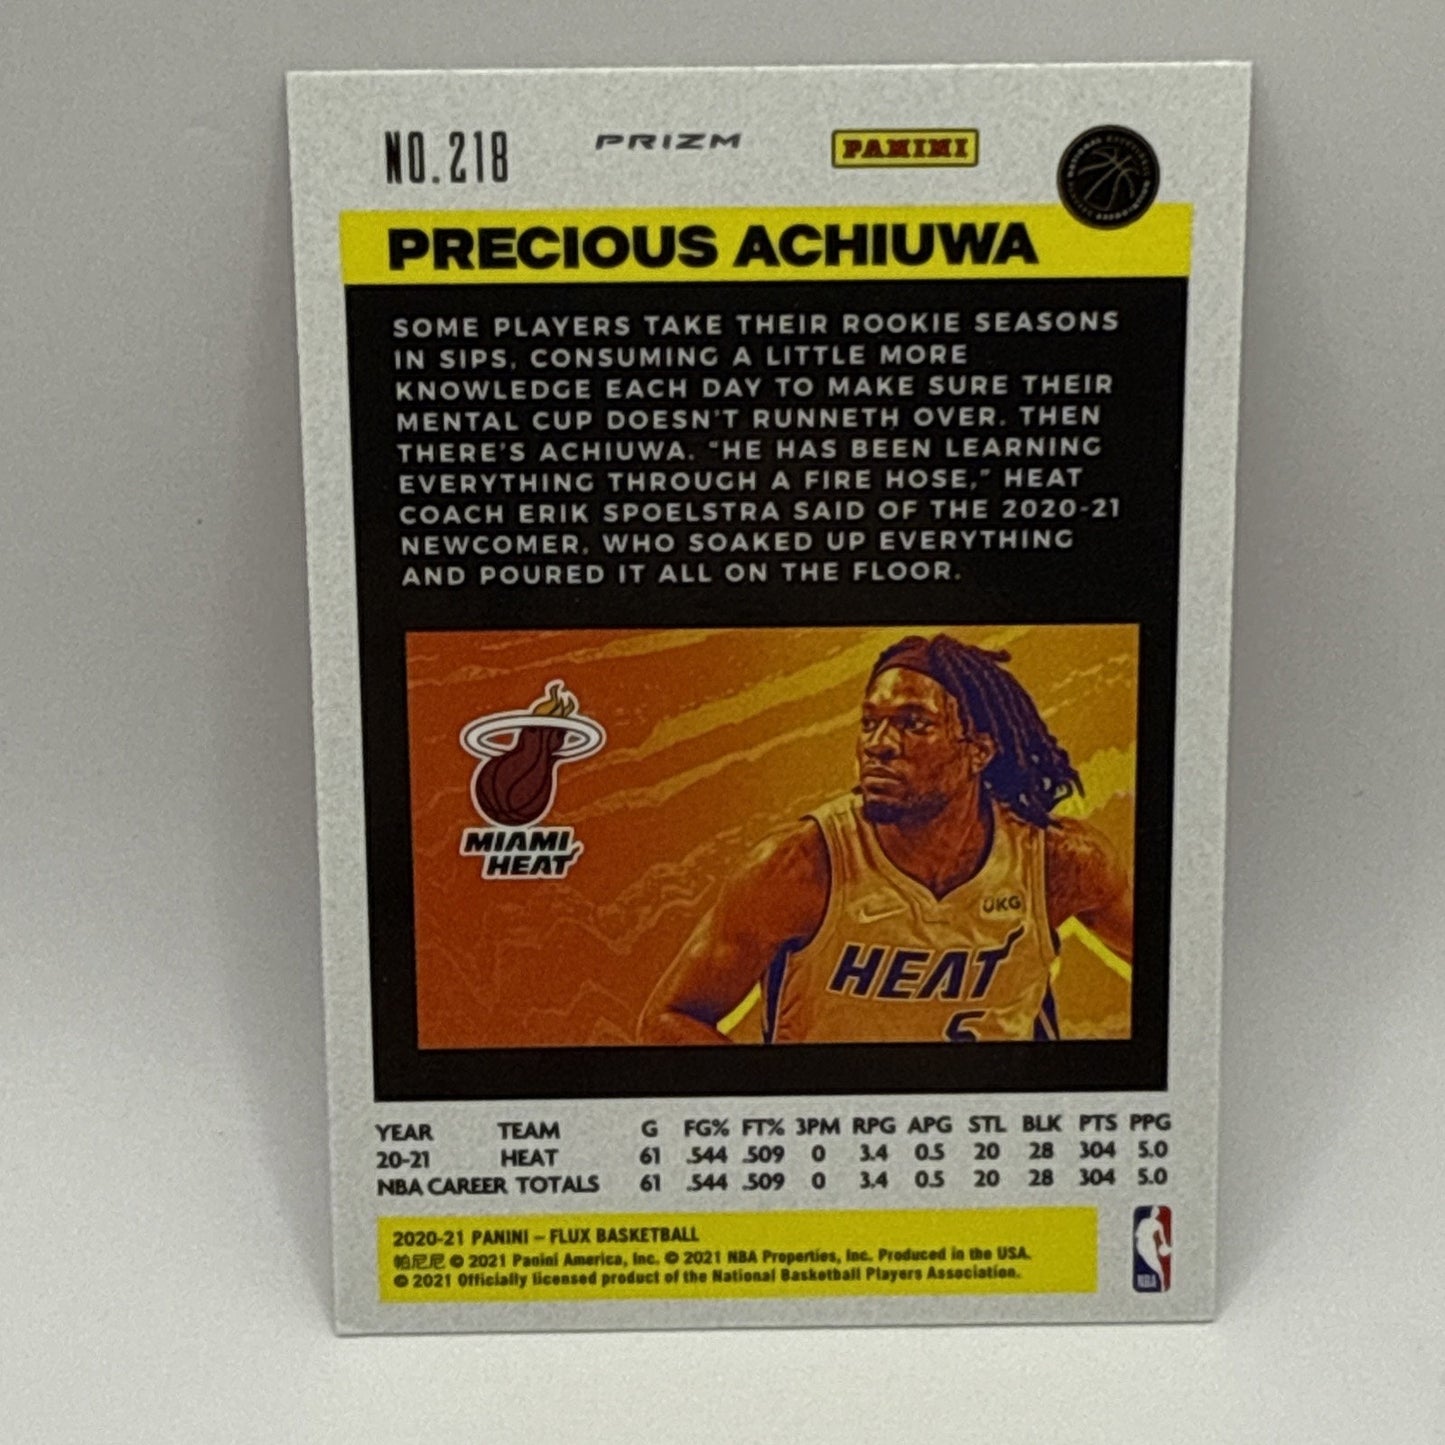 NO.218 PRIZM PANINI
PRECIOUS ACHIUWA
SOME PLAYERS TAKE THEIR ROOKIE SEASONS
IN SIPS, CONSUMING A LITTLE MORE
KNOWLEDGE EACH DAY TO MAKE SURE THEIR
MENTAL CUP DOESN'T RUNNETH OVER. THEN
THERE'S ACHIUWA. "HE HAS BEEN LEARNING
EVERYTHING THROUGH A FIRE HOSE," HEAT
COACH ERIK SPOELSTRA SAID OF THE 2020-21
NEWCOMER, WHO SOAKED UP EVERYTHING
AND POURED IT ALL ON THE FLOOR.
MIAMI
HEAT
UKG
HEAT
5
YEAR TEAM G FG% FT% 3PM RPG APG STL BLK PTS PPG
20-21 HEAT 61 .544 .509 0 3.4 0.5 20 28 304 5.0
NBA CAREER TOTALS 61 .544 .509 0 3.4 0.5 20 28 304 5.0
2020-21 PANINI – FLUX BASKETBALL
帕尼尼 © 2021 Panini America, Inc. © 2021 NBA Properties, Inc. Produced in the USA.
© 2021 Officially licensed product of the National Basketball Players Association.
NBA